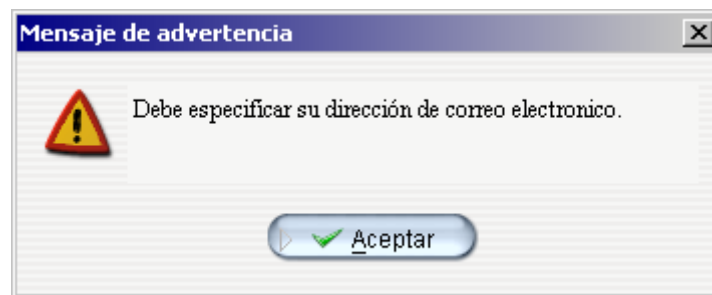 Mensaje de advertencia
Debe especificar su dirección de correo electronico.
Aceptar